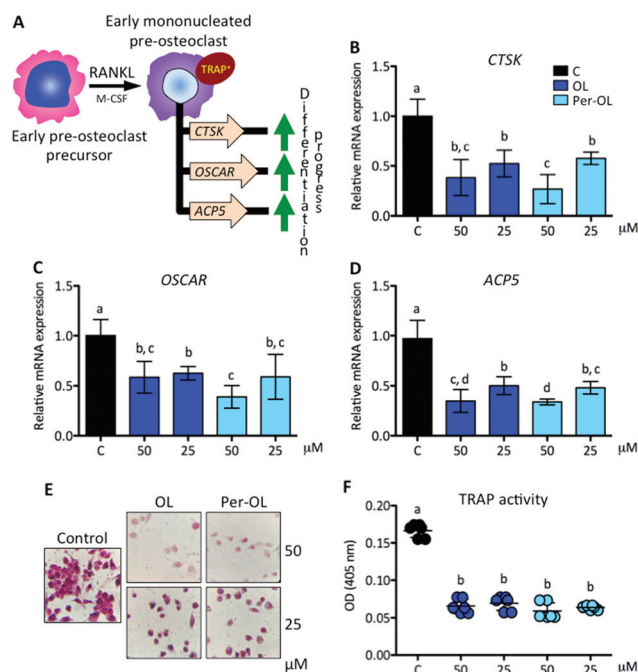 A
Early mononucleated
pre-osteoclast
RANKL
M-CSF
TRAP+
Early pre-osteoclast
precursor
CTSK
OSCAR
ACP5
Differentiation
progress
B
CTSK
C
OL
Per-OL
Relative mRNA expression
1.5
1.0
0.5
0.0
a
b, c
b
c
b
C 50 25 50 25 µM
C
OSCAR
Relative mRNA expression
1.5
1.0
0.5
0.0
a
b, c
b
c
b, c
C 50 25 50 25 µM
D
ACP5
Relative mRNA expression
1.5
1.0
0.5
0.0
a
c, d
b
d
b, c
C 50 25 50 25 µM
E
OL Per-OL
Control
50
25
µM
F
TRAP activity
OD (405 nm)
0.20
0.15
0.10
0.05
0.00
a
b
b
b
b
C 50 25 50 25 µM